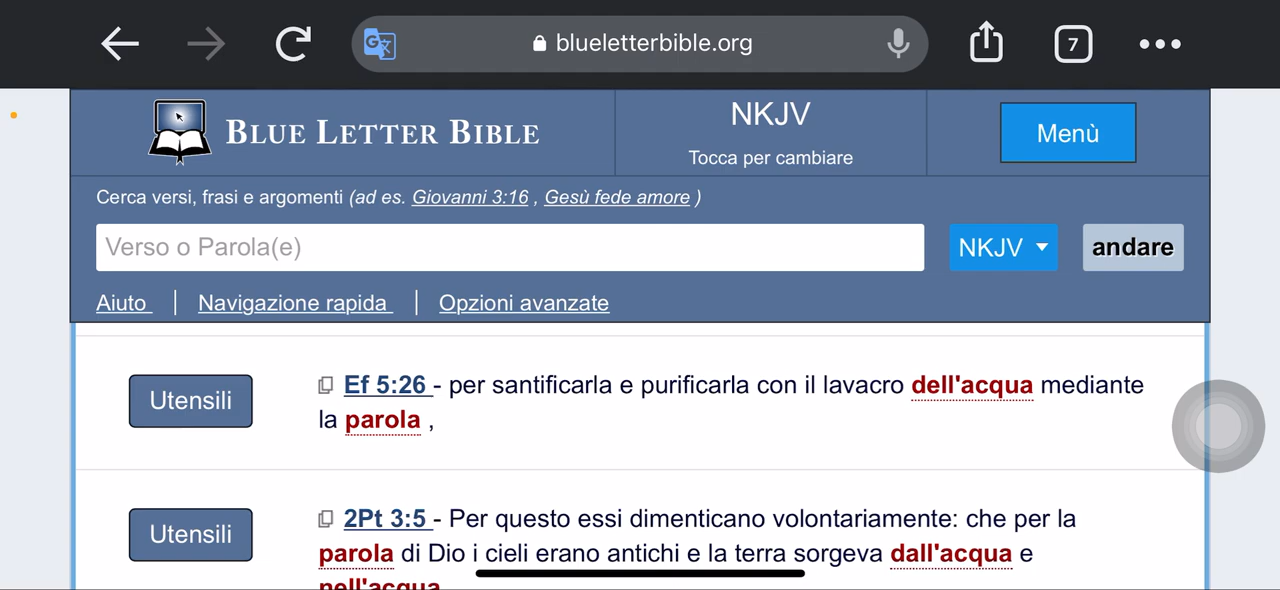 blueletterbible.org
7
BLUE LETTER BIBLE
NKJV
Tocca per cambiare
Menù
Cerca versi, frasi e argomenti (ad es. Giovanni 3:16 , Gesù fede amore )
Verso o Parola(e)
NKJV
andare
Aiuto | Navigazione rapida | Opzioni avanzate
Utensili
Ef 5:26 - per santificarla e purificarla con il lavacro dell'acqua mediante
la parola ,
Utensili
2Pt 3:5 - Per questo essi dimenticano volontariamente: che per la
parola di Dio i cieli erano antichi e la terra sorgeva dall'acqua e
nell'acqua